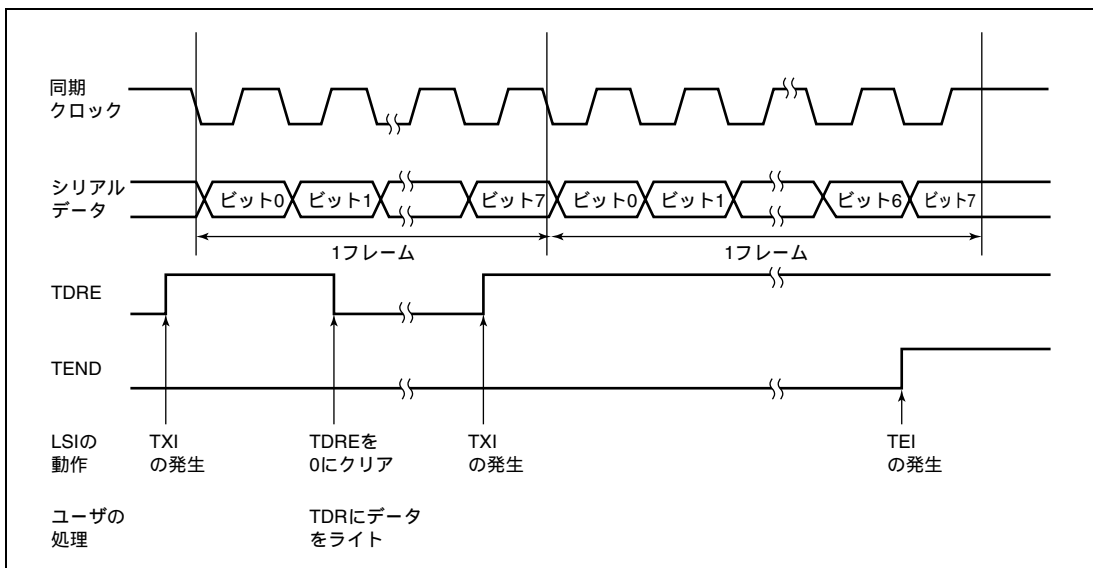 同期
クロック
シリアル
データ
ビット0 ビット1 ビット7 ビット0 ビット1 ビット6 ビット7
1フレーム 1フレーム
TDRE
TEND
LSIの
動作
TXI
の発生
TDREを
0にクリア
TXI
の発生
TEI
の発生
ユーザの
処理
TDRにデータ
をライト